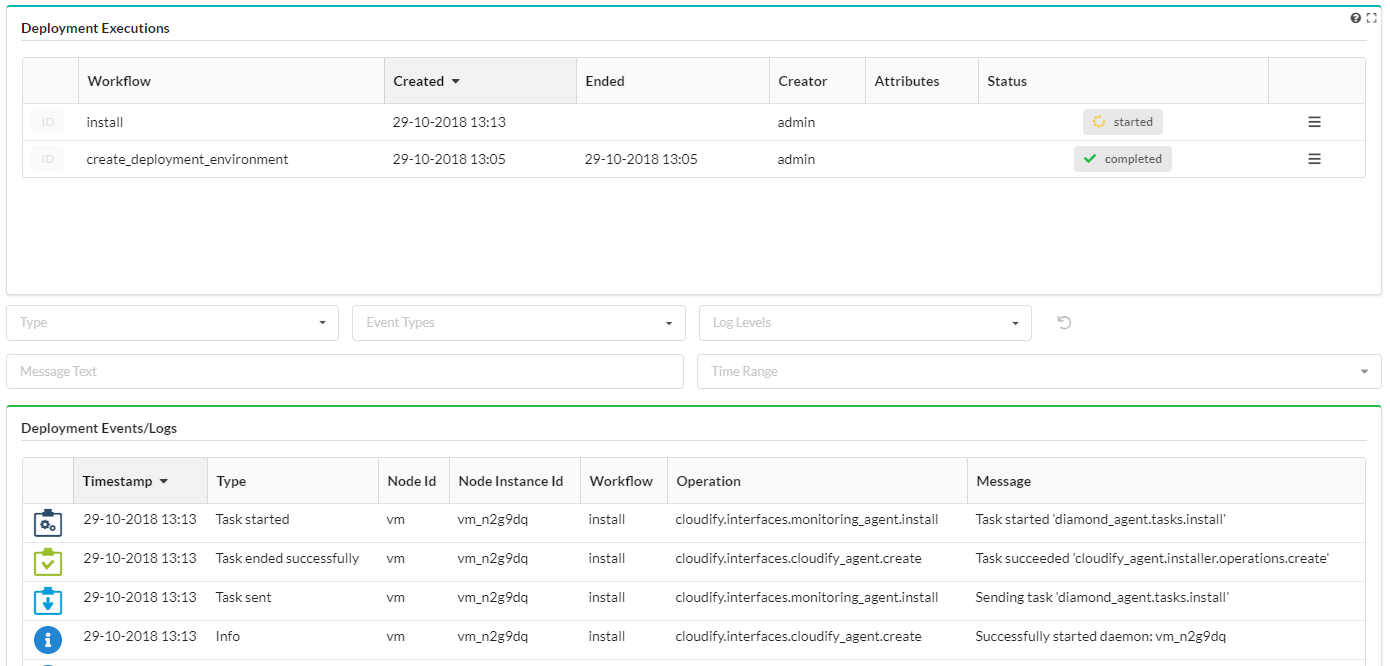 Deployment Executions
Workflow Created Ended Creator Attributes Status
ID install 29-10-2018 13:13 admin started
ID create_deployment_environment 29-10-2018 13:05 29-10-2018 13:05 admin completed
Type Event Types Log Levels
Message Text Time Range
Deployment Events/Logs
Timestamp Type Node Id Node Instance Id Workflow Operation Message
29-10-2018 13:13 Task started vm vm_n2g9dq install cloudify.interfaces.monitoring_agent.install Task started 'diamond_agent.tasks.install'
29-10-2018 13:13 Task ended successfully vm vm_n2g9dq install cloudify.interfaces.cloudify_agent.create Task succeeded 'cloudify_agent.installer.operations.create'
29-10-2018 13:13 Task sent vm vm_n2g9dq install cloudify.interfaces.monitoring_agent.install Sending task 'diamond_agent.tasks.install'
29-10-2018 13:13 Info vm vm_n2g9dq install cloudify.interfaces.cloudify_agent.create Successfully started daemon: vm_n2g9dq